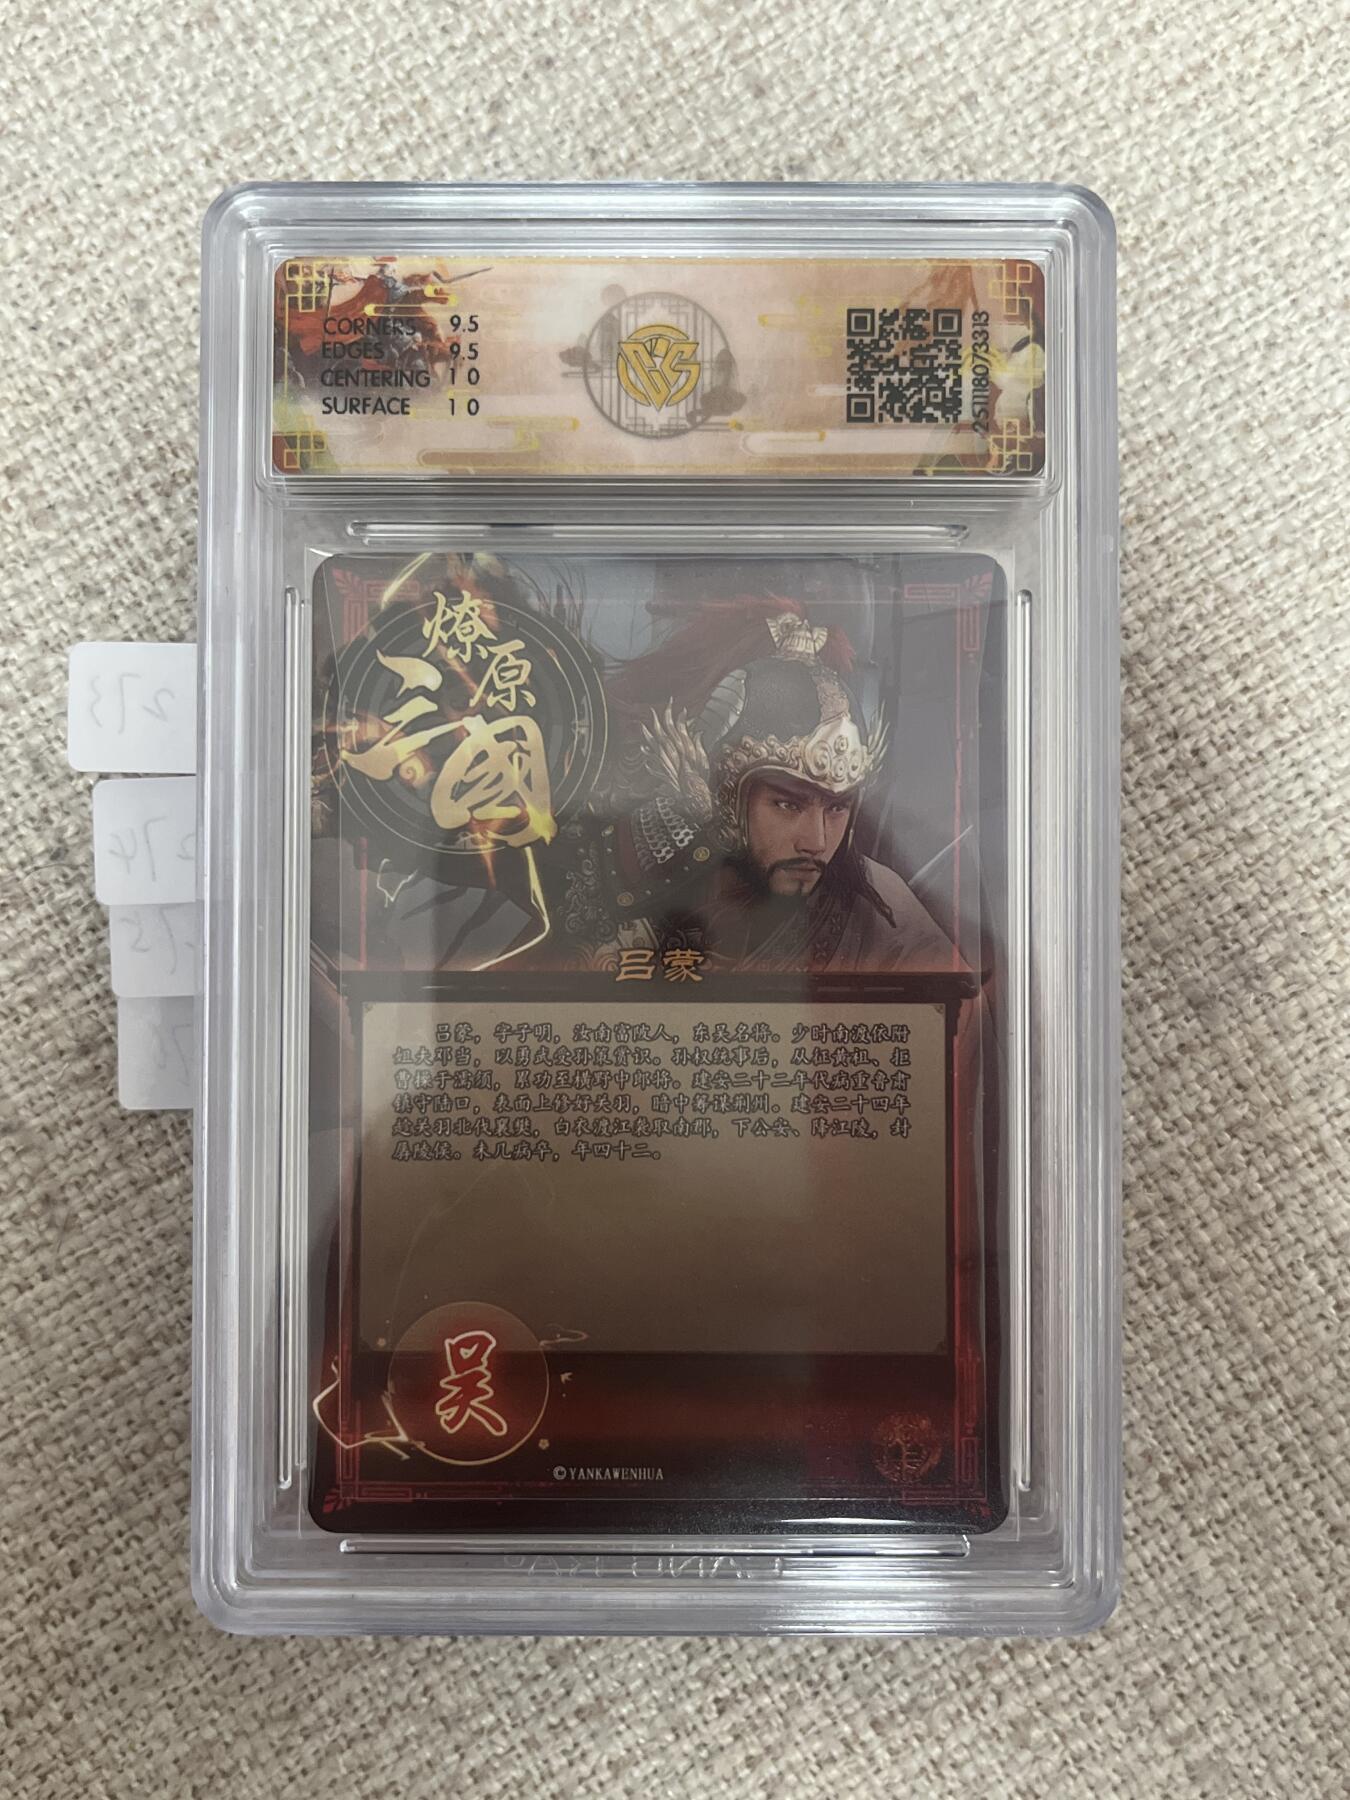 CORNERS 9.5
EDGES 9.5
CENTERING 10
SURFACE 10
2511118073313
燎原
三國
吕蒙
吕蒙，字子明，汝南富陂人，东吴名将。少时南渡依附
姐夫邓当，以勇武受孙策赏识。孙权统事后，从征黄祖、拒
曹操于濡须，累功至横野中郎将。建安二十二年代病重鲁肃
镇守陆口，表面上修好关羽，暗中筹谋荆州。建安二十四年
趁关羽北伐襄樊，白衣渡江袭取南郡，下公安、降江陵，封
孱陵侯。未几病卒，年四十二。
吴
©YANKAWENHUA
273
274